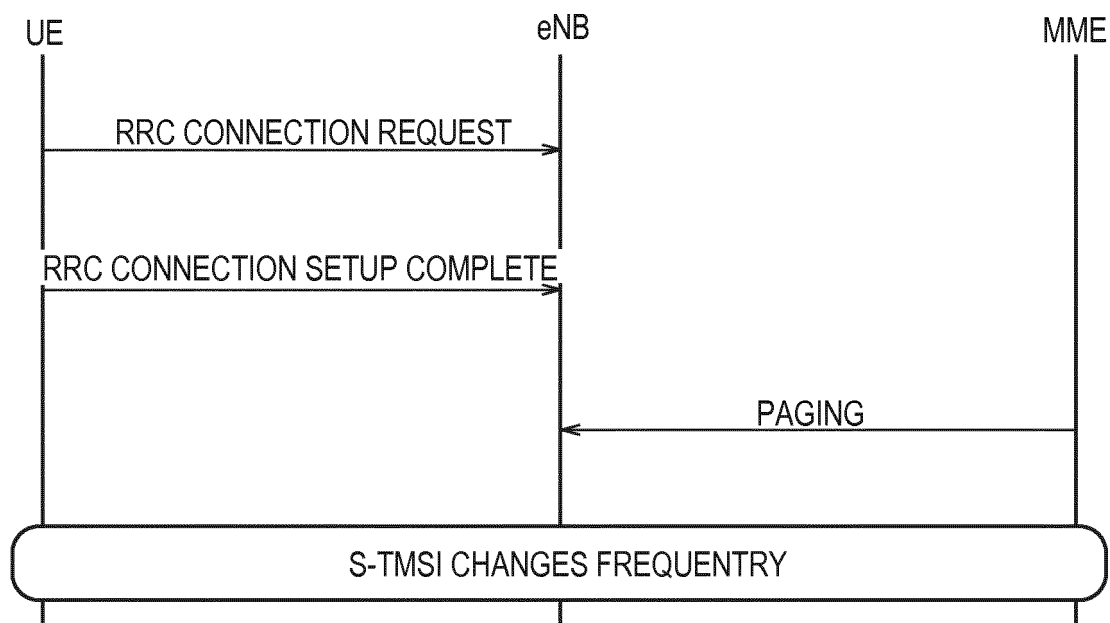 UE
eNB
MME
RRC CONNECTION REQUEST
RRC CONNECTION SETUP COMPLETE
PAGING
S-TMSI CHANGES FREQUENTRY